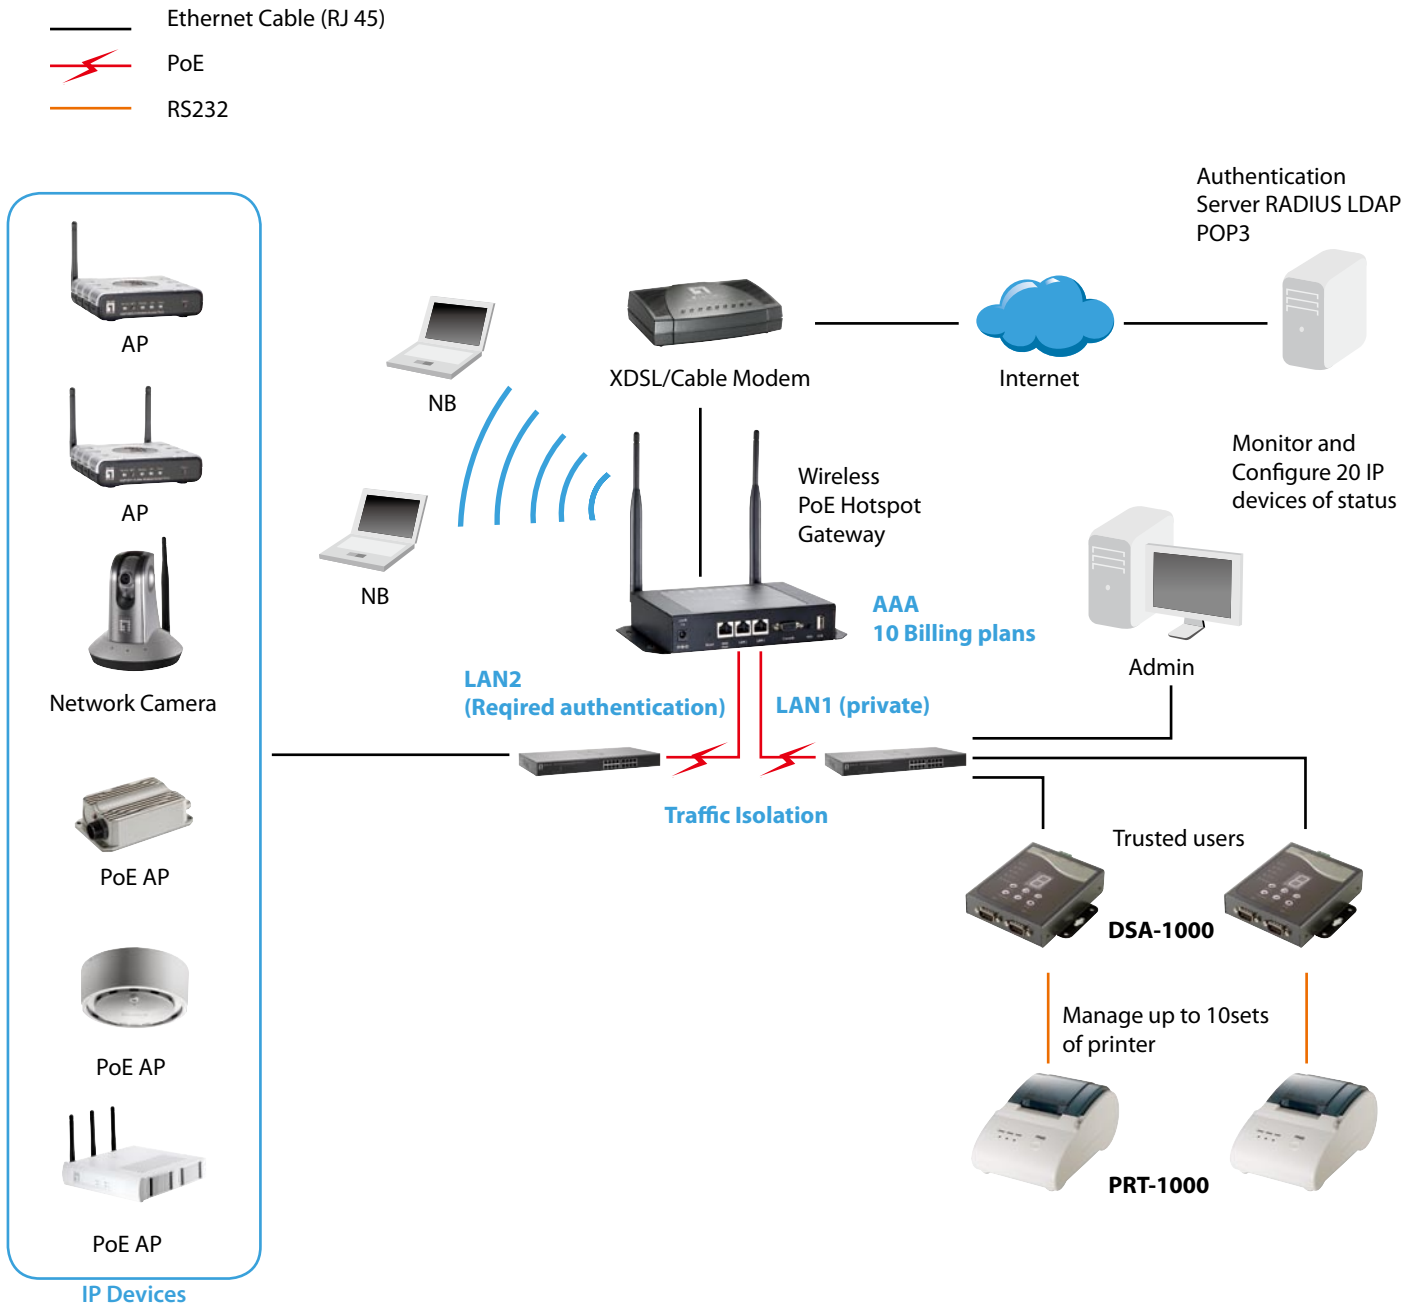 Ethernet Cable (RJ 45)
PoE
RS232
Authentication
Server RADIUS LDAP
POP3
AP
XDSL/Cable Modem
Internet
NB
Monitor and
Configure 20 IP
devices of status
Wireless
PoE Hotspot
Gateway
AP
NB
AAA
10 Billing plans
Admin
LAN2
(Reqired authentication)
LAN1 (private)
Network Camera
Traffic Isolation
Trusted users
PoE AP
DSA-1000
Manage up to 10sets
of printer
PoE AP
PRT-1000
PoE AP
IP Devices